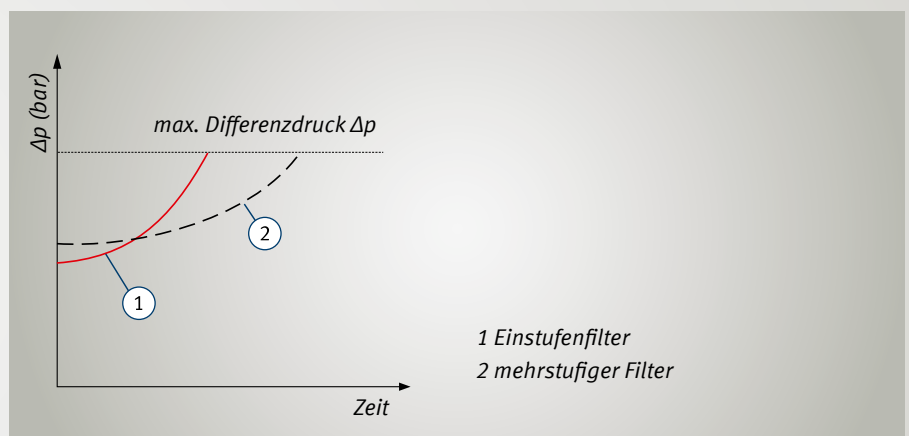 Δp (bar)
max. Differenzdruck Δp
2
1
1 Einstufenfilter
2 mehrstufiger Filter
Zeit